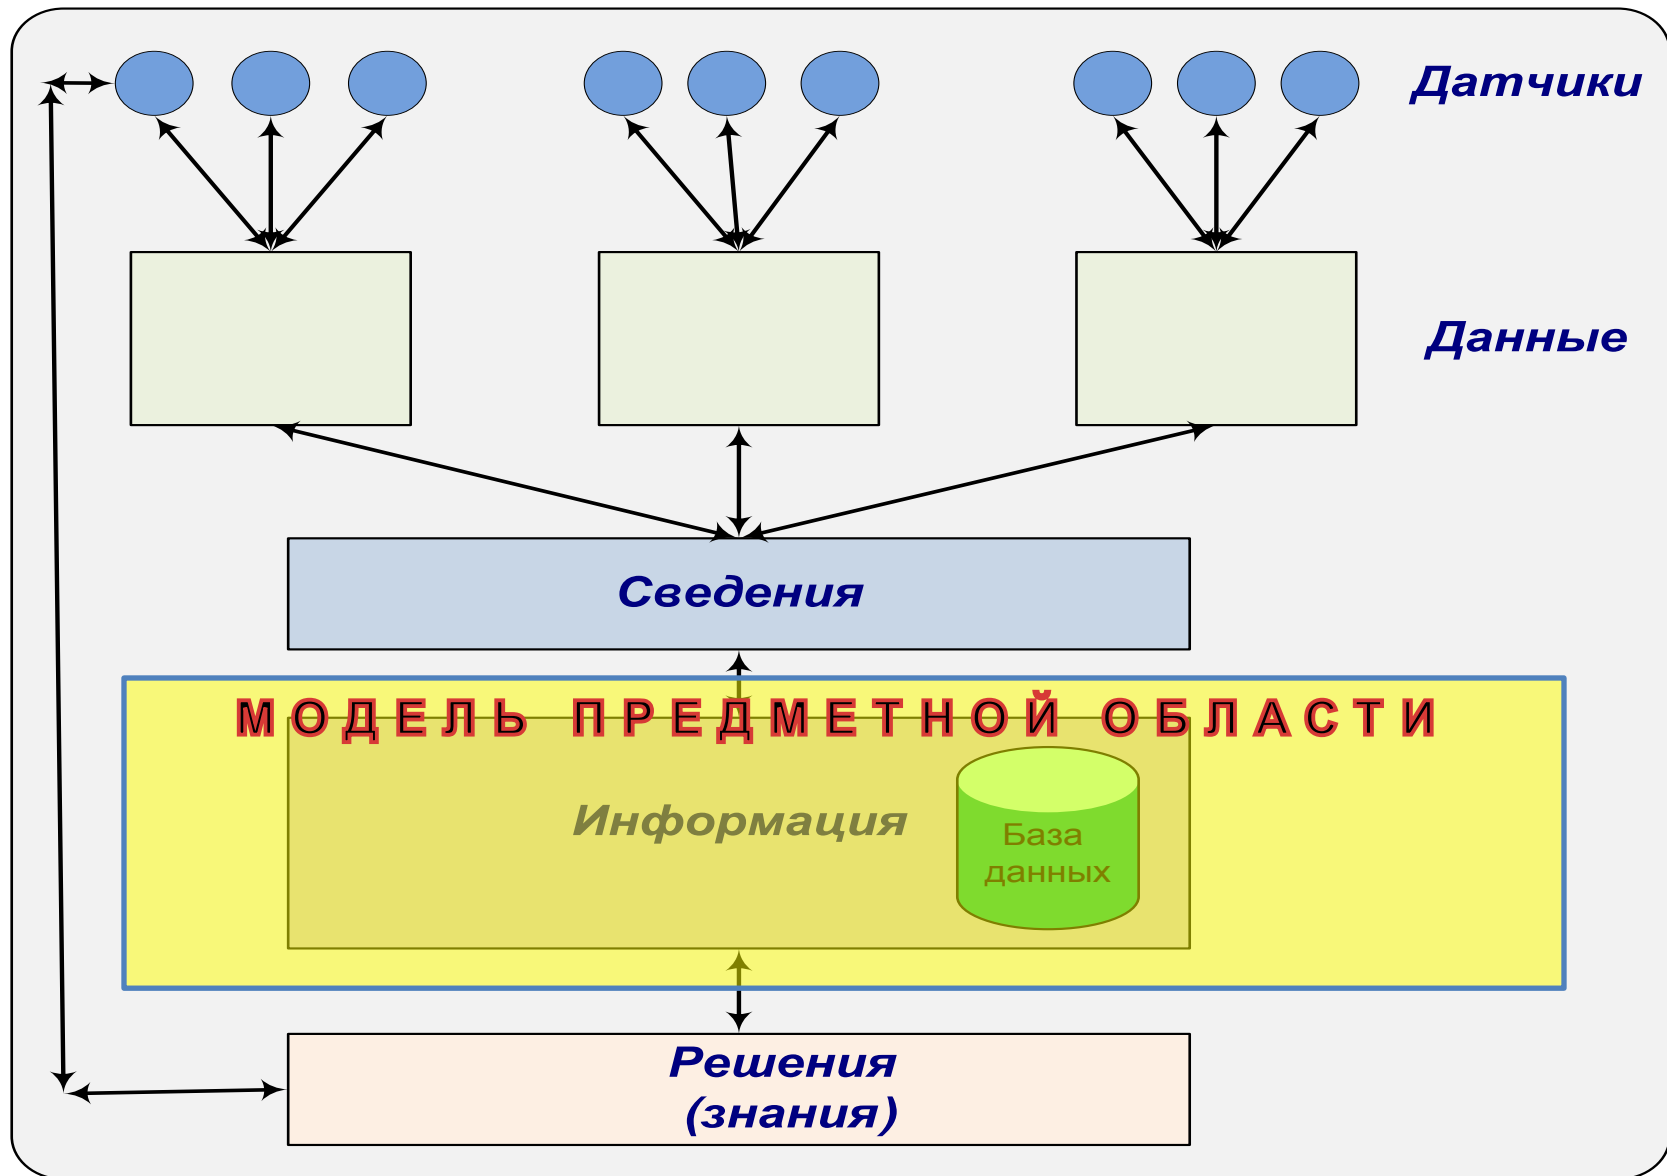 Датчики
Данные
Сведения
МОДЕЛЬ ПРЕДМЕТНОЙ ОБЛАСТИ
Информация
База
данных
Решения
(знания)